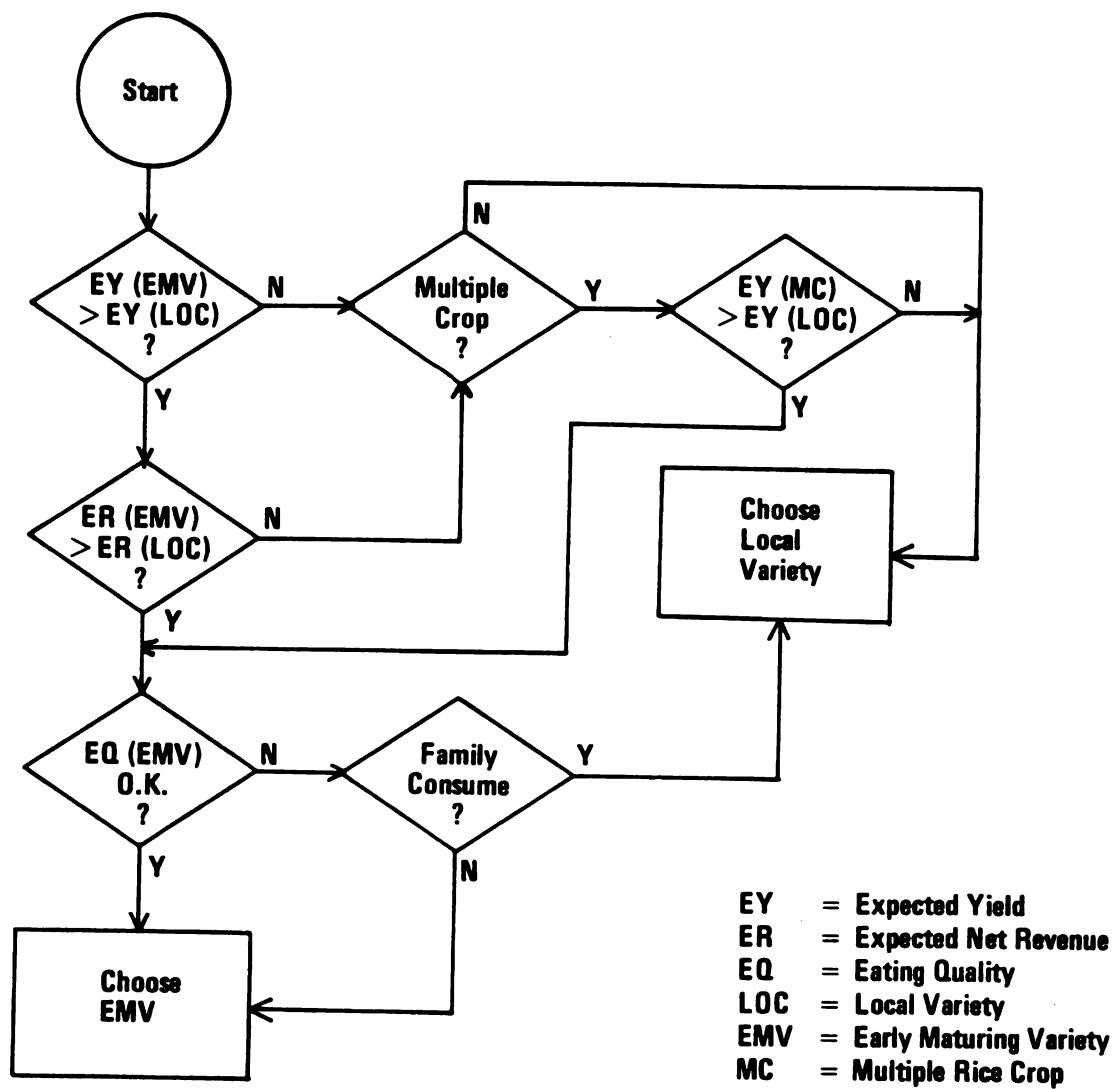 Start
EY (EMV)
> EY (LOC)
?
N
Y
Multiple
Crop
?
N
Y
EY (MC)
> EY (LOC)
?
N
Y
ER (EMV)
> ER (LOC)
?
N
Y
Choose
Local
Variety
EQ (EMV)
O.K.
?
N
Y
Family
Consume
?
Y
N
Choose
EMV
EY = Expected Yield
ER = Expected Net Revenue
EQ = Eating Quality
LOC = Local Variety
EMV = Early Maturing Variety
MC = Multiple Rice Crop